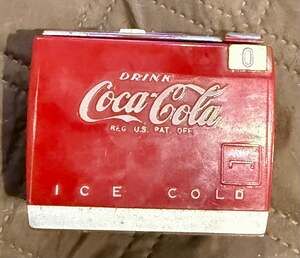 DRINK
0
Coca-Cola
REG. U.S. PAT. OFF.
ICE COLD